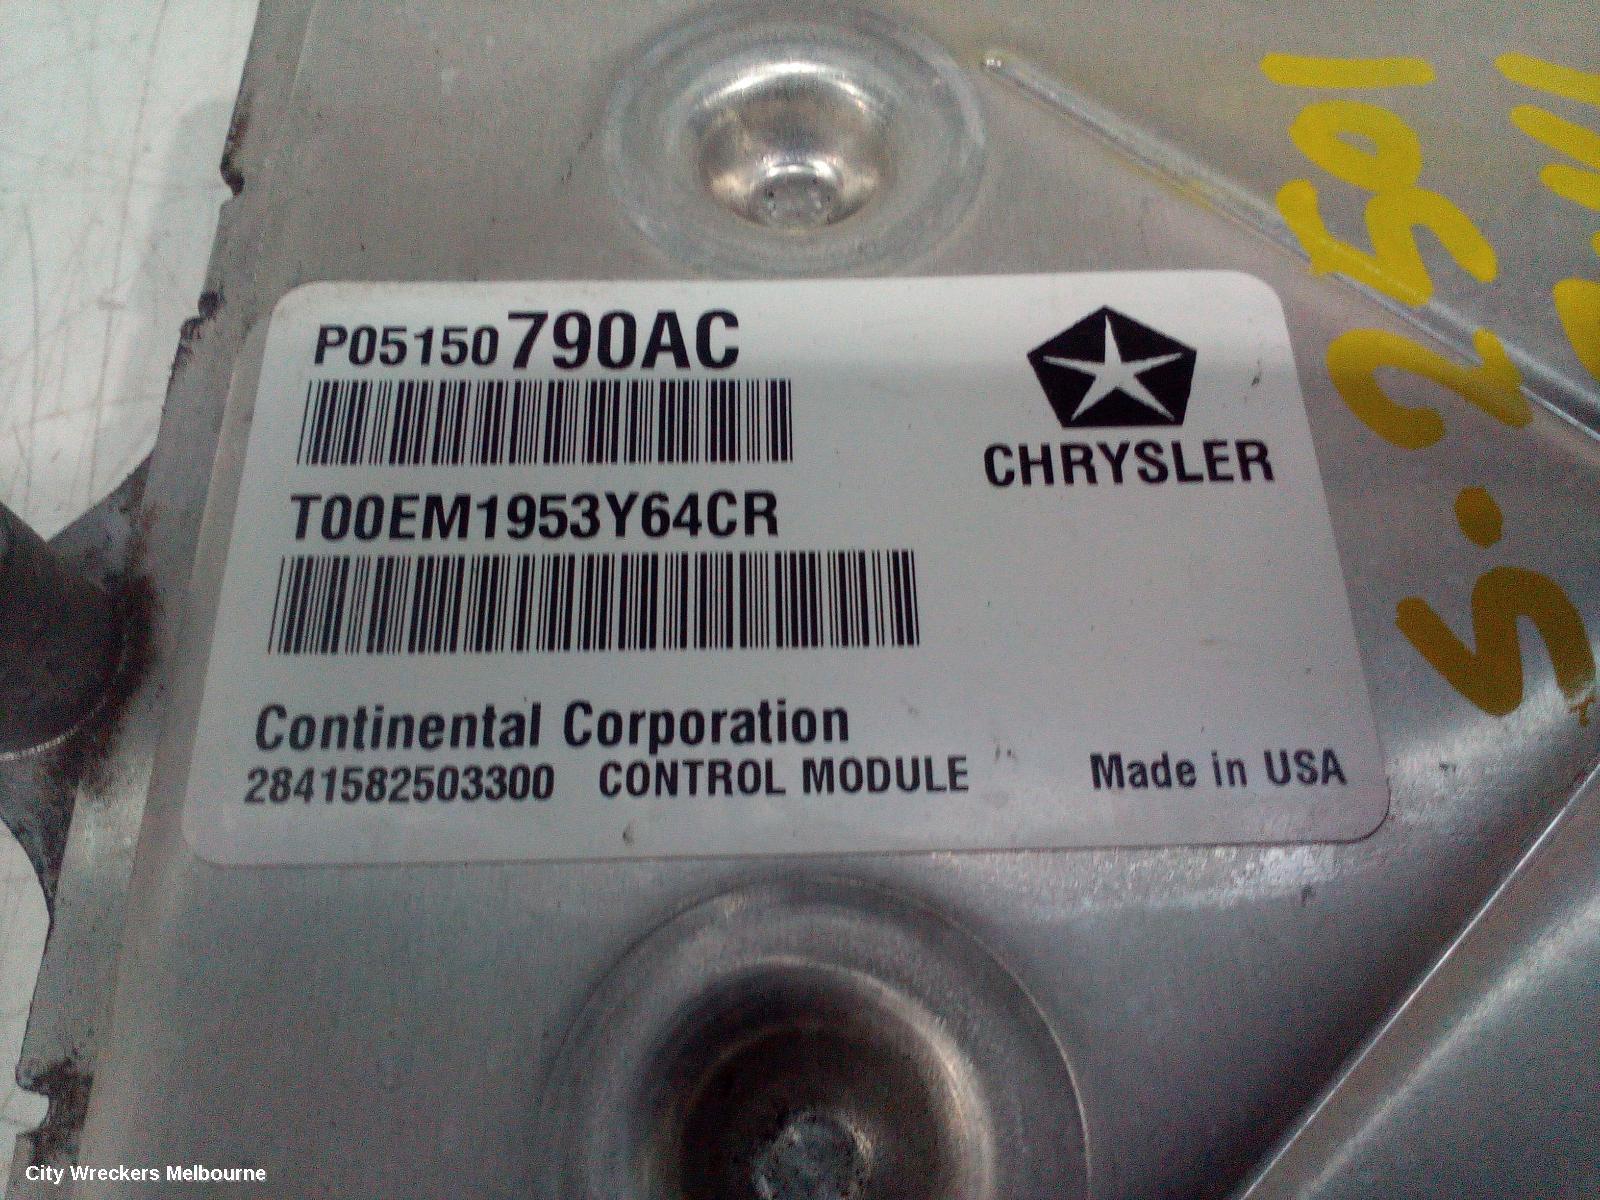 P05150790AC
CHRYSLER
T00EM1953Y64CR
Continental Corporation
2841582503300 CONTROL MODULE Made in USA
City Wreckers Melbourne